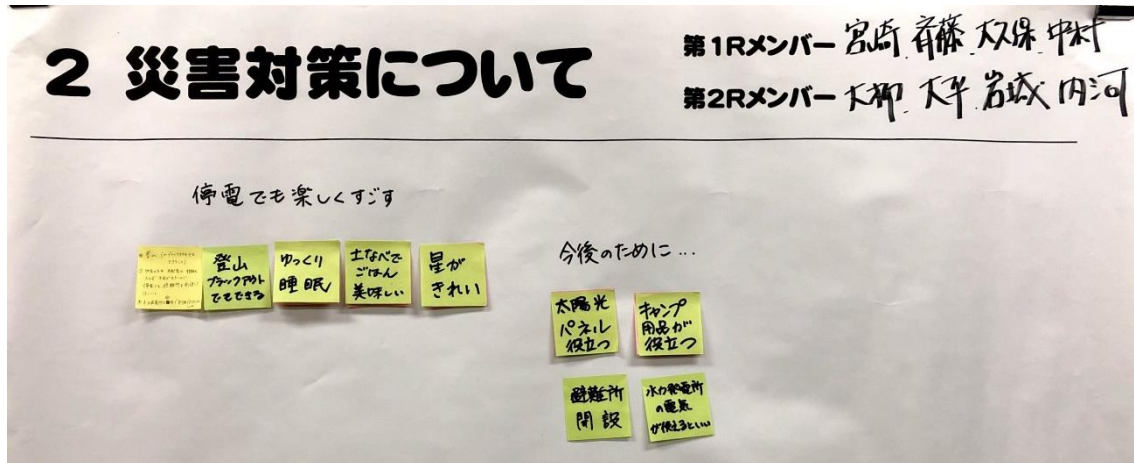 2 災害対策について
第1Rメンバー 宮崎 斉藤 大久保 中村
第2Rメンバー 大柳 大平 岩城 内河
停電でも楽しくすごす
登山
ブラックアウト
でもできる
ゆっくり
睡眠
土なべで
ごはん
美味しい
星が
きれい
今後のために…
太陽光
パネル
役立つ
キャンプ
用品が
役立つ
避難所
開設
水力発電所
の電気
が使えるといい